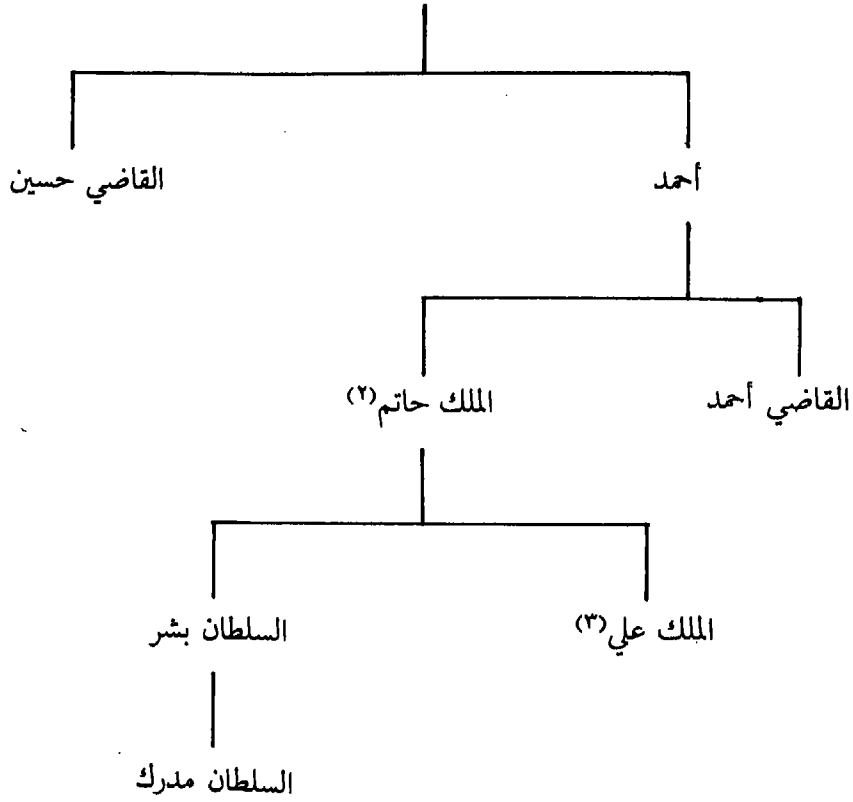 أحمد القاضي حسين
القاضي أحمد الملك حاتم(٢)
الملك علي(٣) السلطان بشر
السلطان مدرك